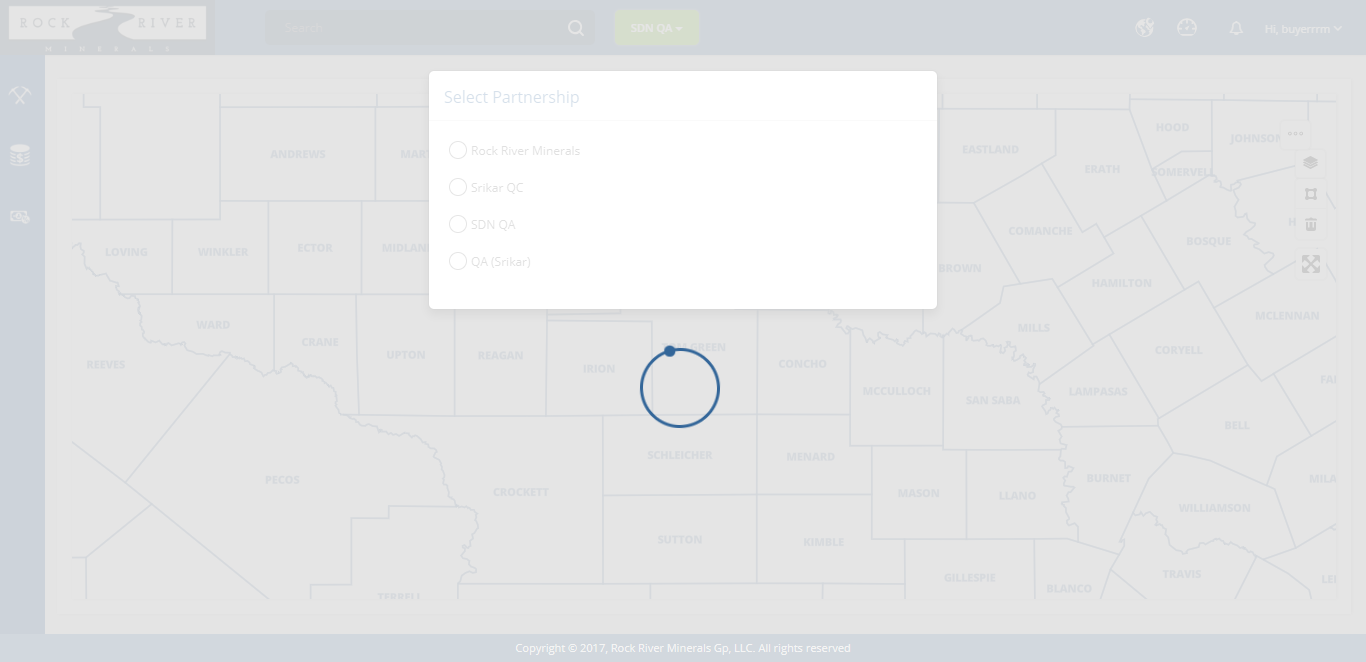 ROCK RIVER
MINERALS
Search
SDN QA
Hi, buyerrrm
Select Partnership
Rock River Minerals
Srikar QC
SDN QA
QA (Srikar)
HOOD
JOHNSON
ANDREWS
EASTLAND
ERATH
SOMERVELL
COMANCHE
BOSQUE
LOVING
WINKLER
ECTOR
MIDLAN
BROWN
HAMILTON
WARD
CRANE
UPTON
REAGAN
IRION
GREEN
CONCHO
MCCULLOCH
SAN SABA
MILLS
MCLENNAN
CORYELL
REEVES
LAMPASAS
BELL
SCHLEICHER
MENARD
PECOS
CROCKETT
MASON
LLANO
BURNET
MILA
WILLIAMSON
SUTTON
KIMBLE
GILLESPIE
BLANCO
TRAVIS
TERRELL
Copyright © 2017, Rock River Minerals Gp, LLC. All rights reserved